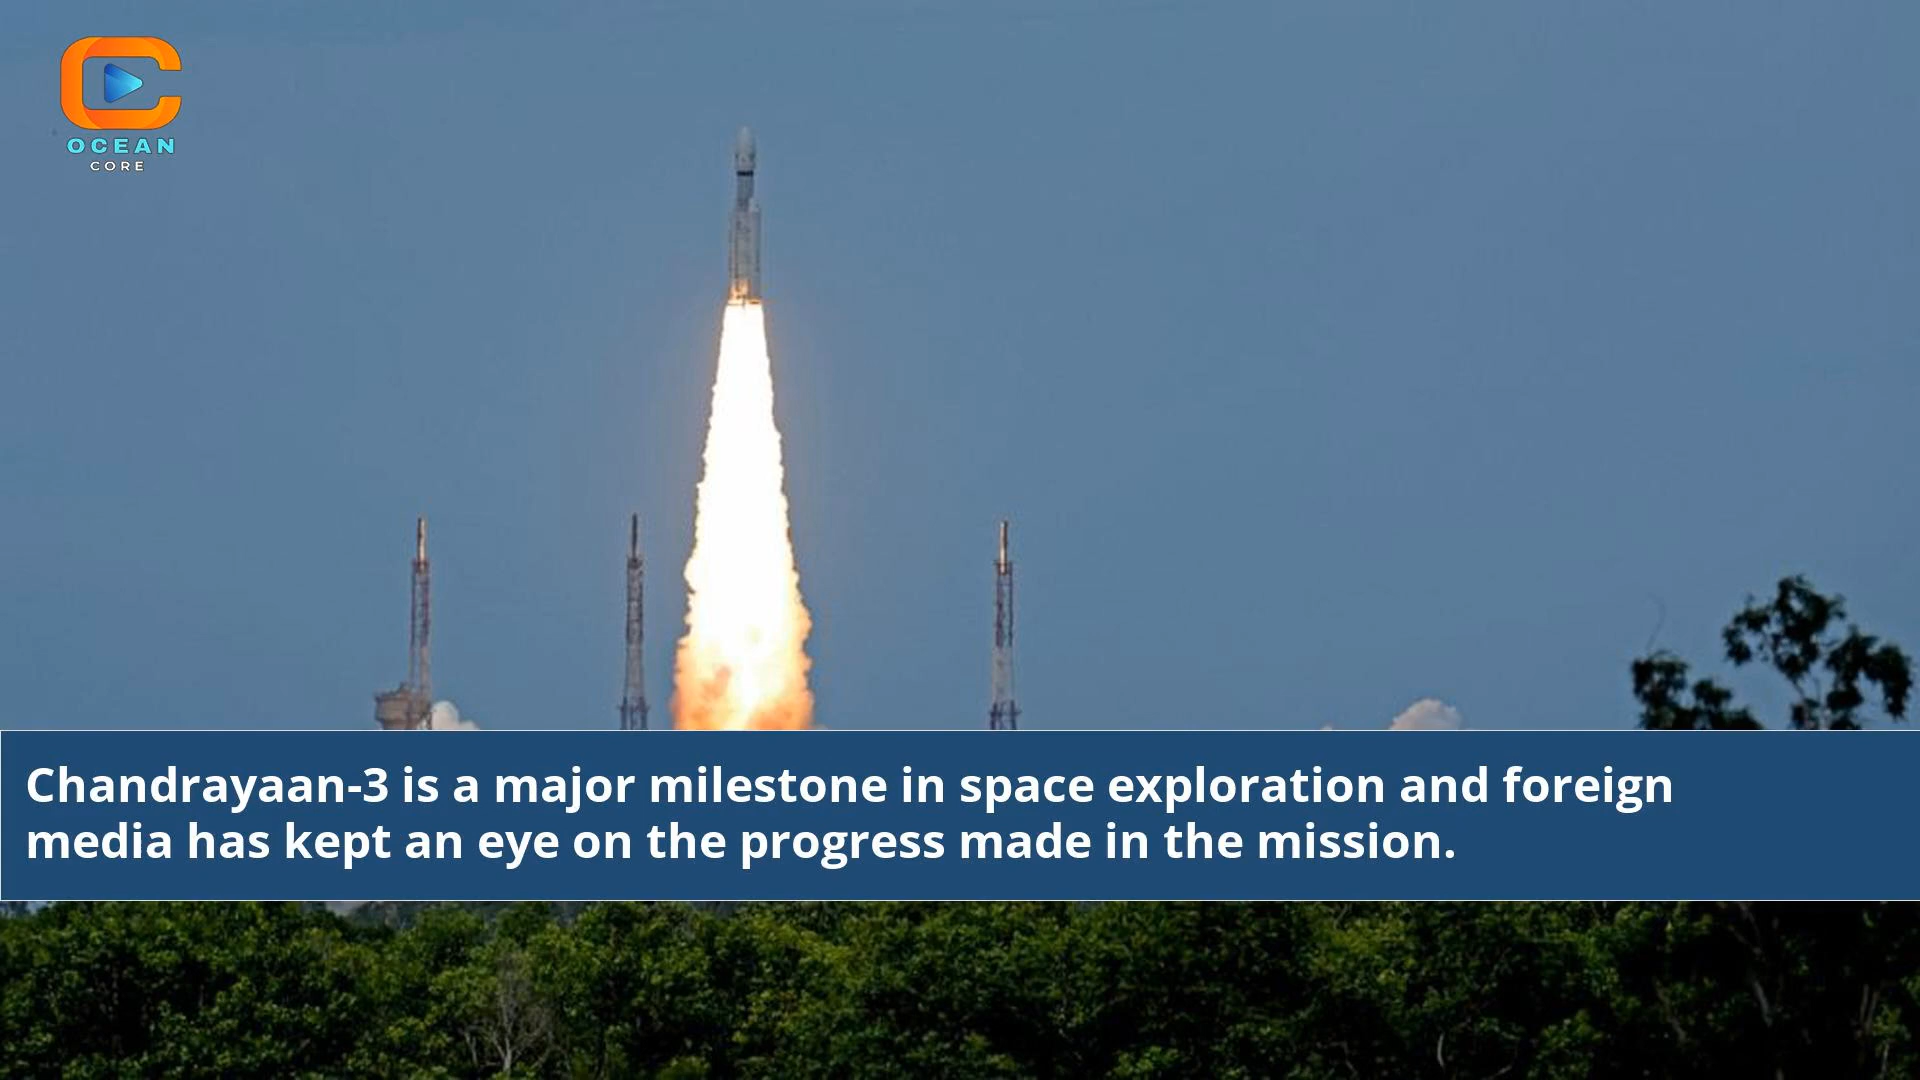 OCEAN
CORE
Chandrayaan-3 is a major milestone in space exploration and foreign
media has kept an eye on the progress made in the mission.